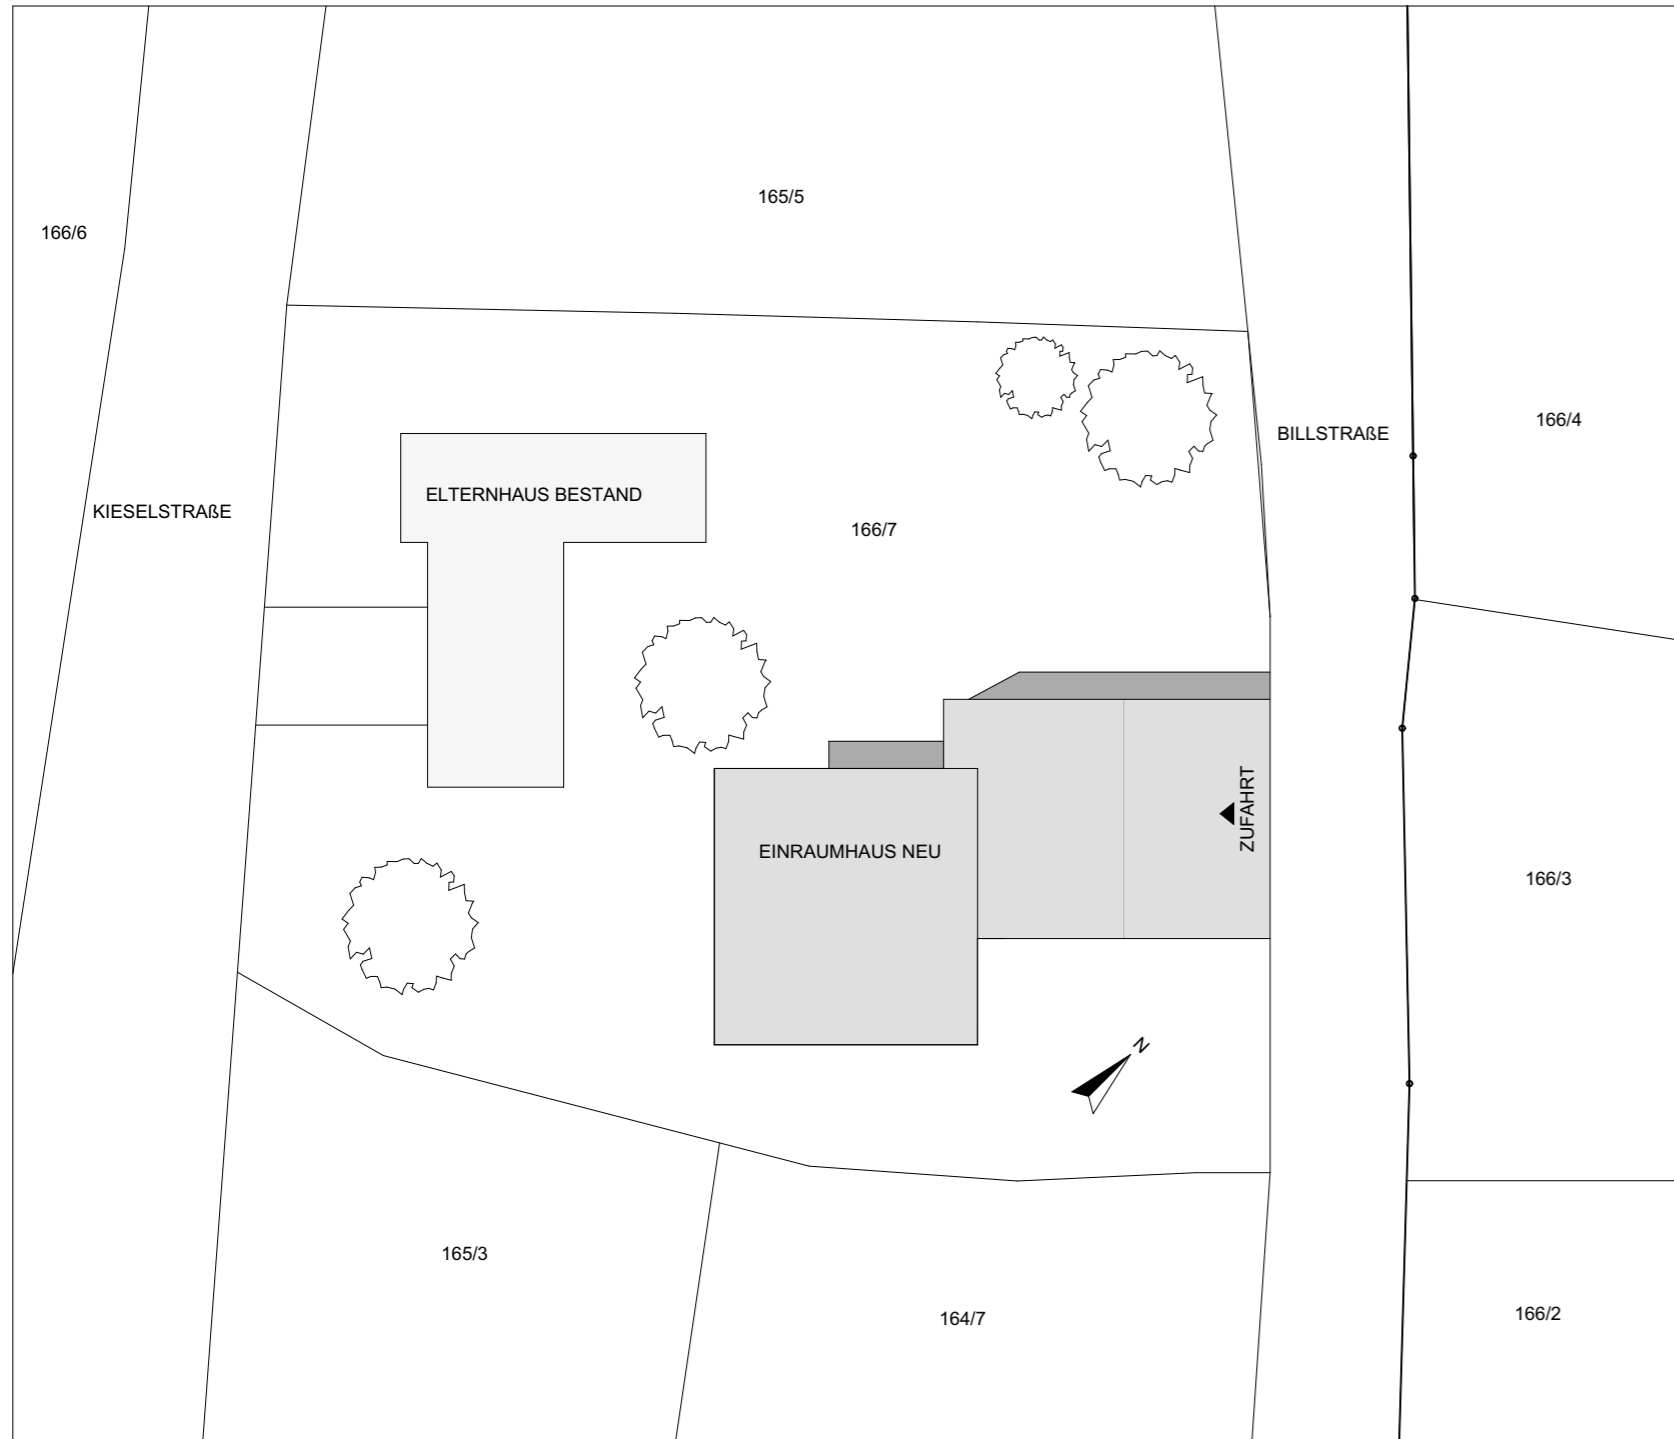 165/5
166/6
166/4
BILLSTRAßE
ELTERNHAUS BESTAND
KIESELSTRAßE
166/7
ZUFAHRT
EINRAUMHAUS NEU
166/3
N
165/3
164/7
166/2